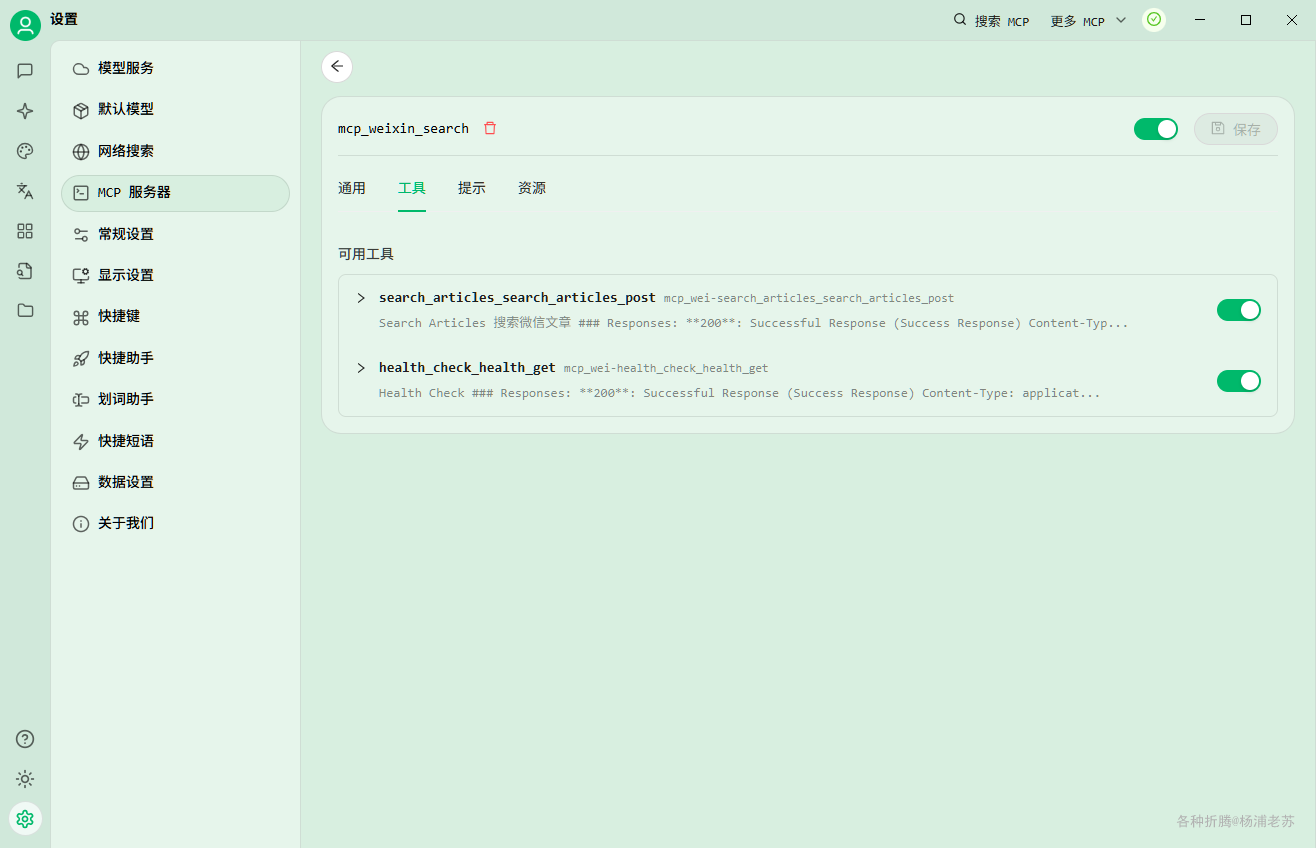 设置
搜索 MCP
更多 MCP
模型服务
默认模型
网络搜索
MCP 服务器
常规设置
显示设置
快捷键
快捷助手
划词助手
快捷短语
数据设置
关于我们
mcp_weixin_search
保存
通用 工具 提示 资源
可用工具
search_articles_search_articles_post mcp_wei-search_articles_search_articles_post
Search Articles 搜索微信文章 ### Responses: **200**: Successful Response (Success Response) Content-Typ...
health_check_health_get mcp_wei-health_check_health_get
Health Check ### Responses: **200**: Successful Response (Success Response) Content-Type: applicat...
各种折腾@杨浦老苏